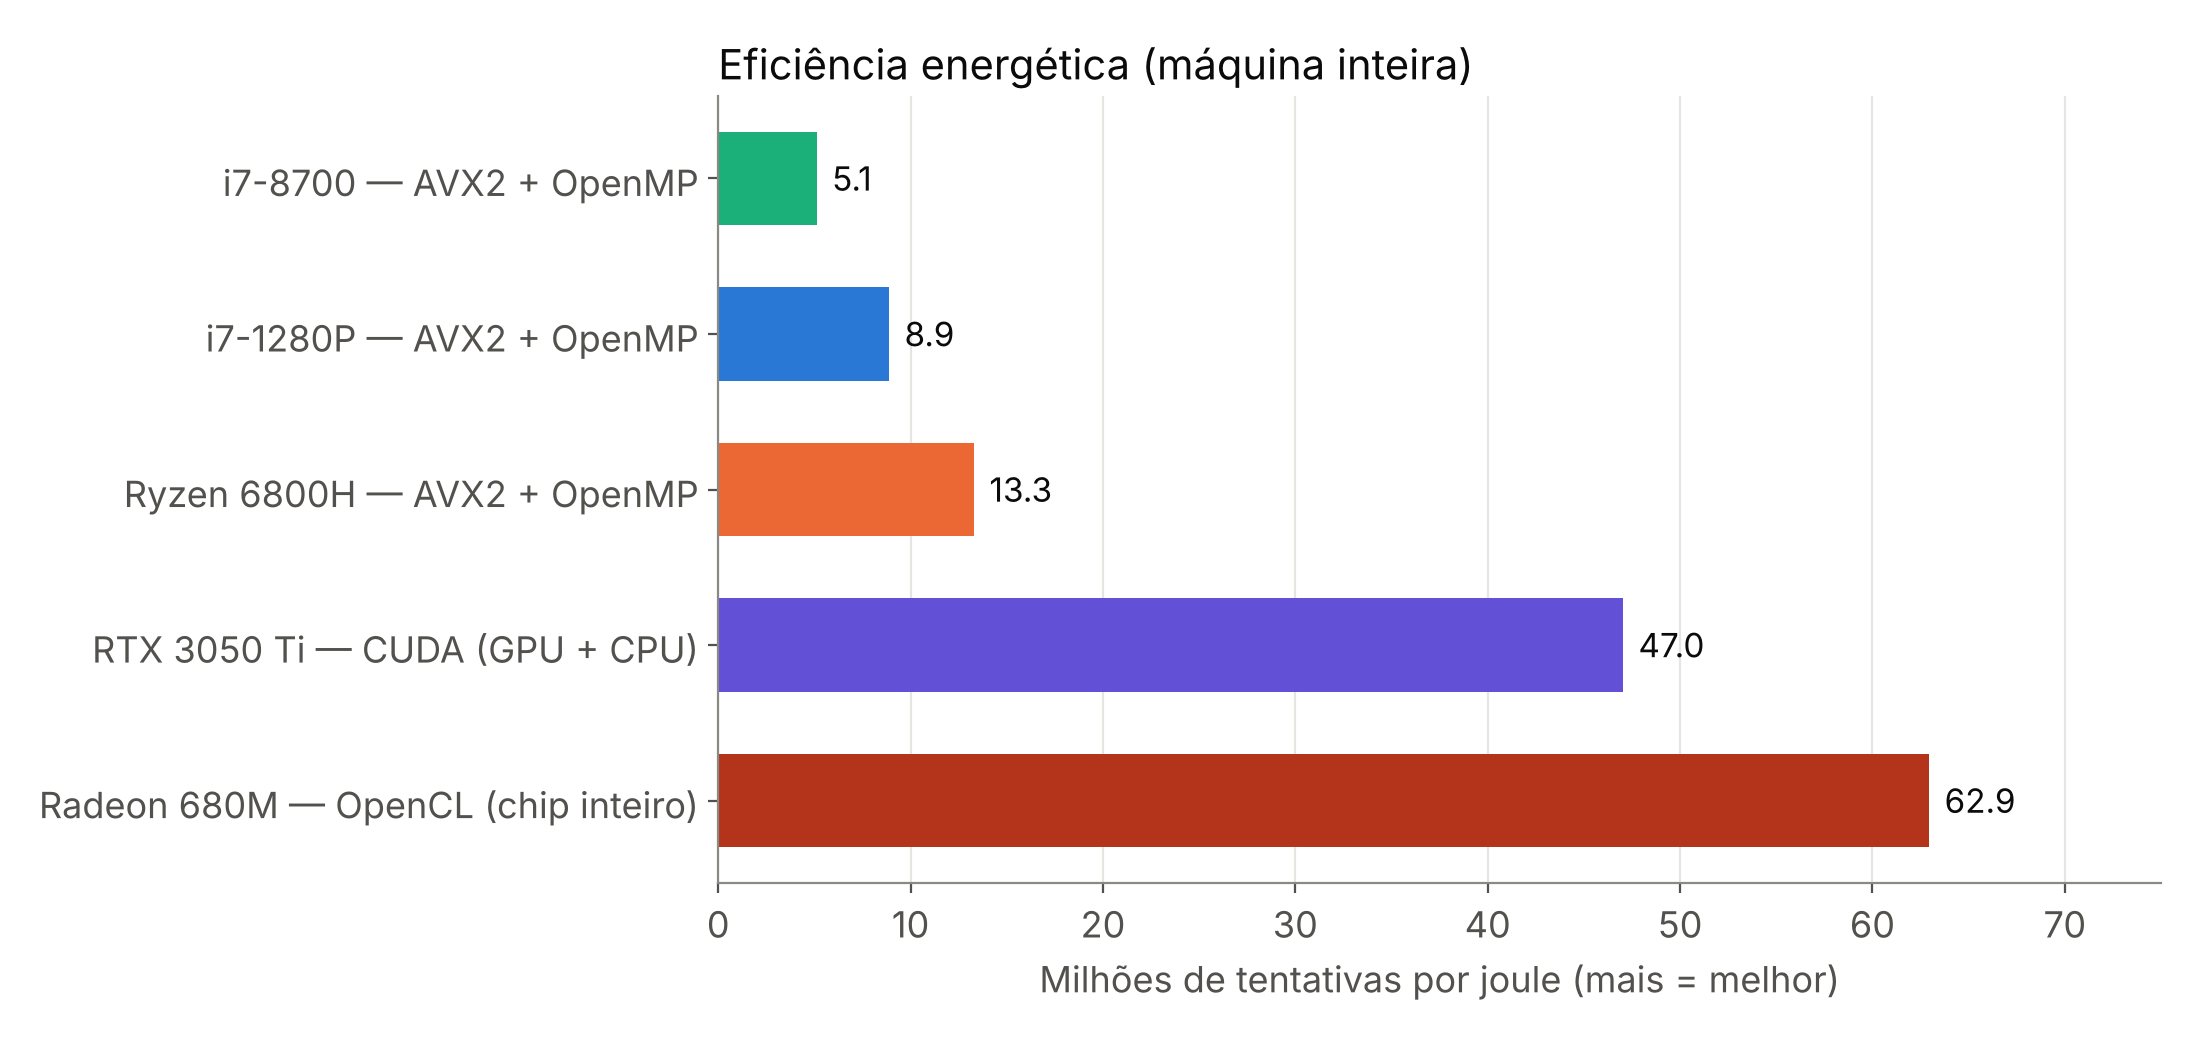 Eficiência energética (máquina inteira)
i7-8700 — AVX2 + OpenMP
5.1
i7-1280P — AVX2 + OpenMP
8.9
Ryzen 6800H — AVX2 + OpenMP
13.3
RTX 3050 Ti — CUDA (GPU + CPU)
47.0
Radeon 680M — OpenCL (chip inteiro)
62.9
0 10 20 30 40 50 60 70
Milhões de tentativas por joule (mais = melhor)